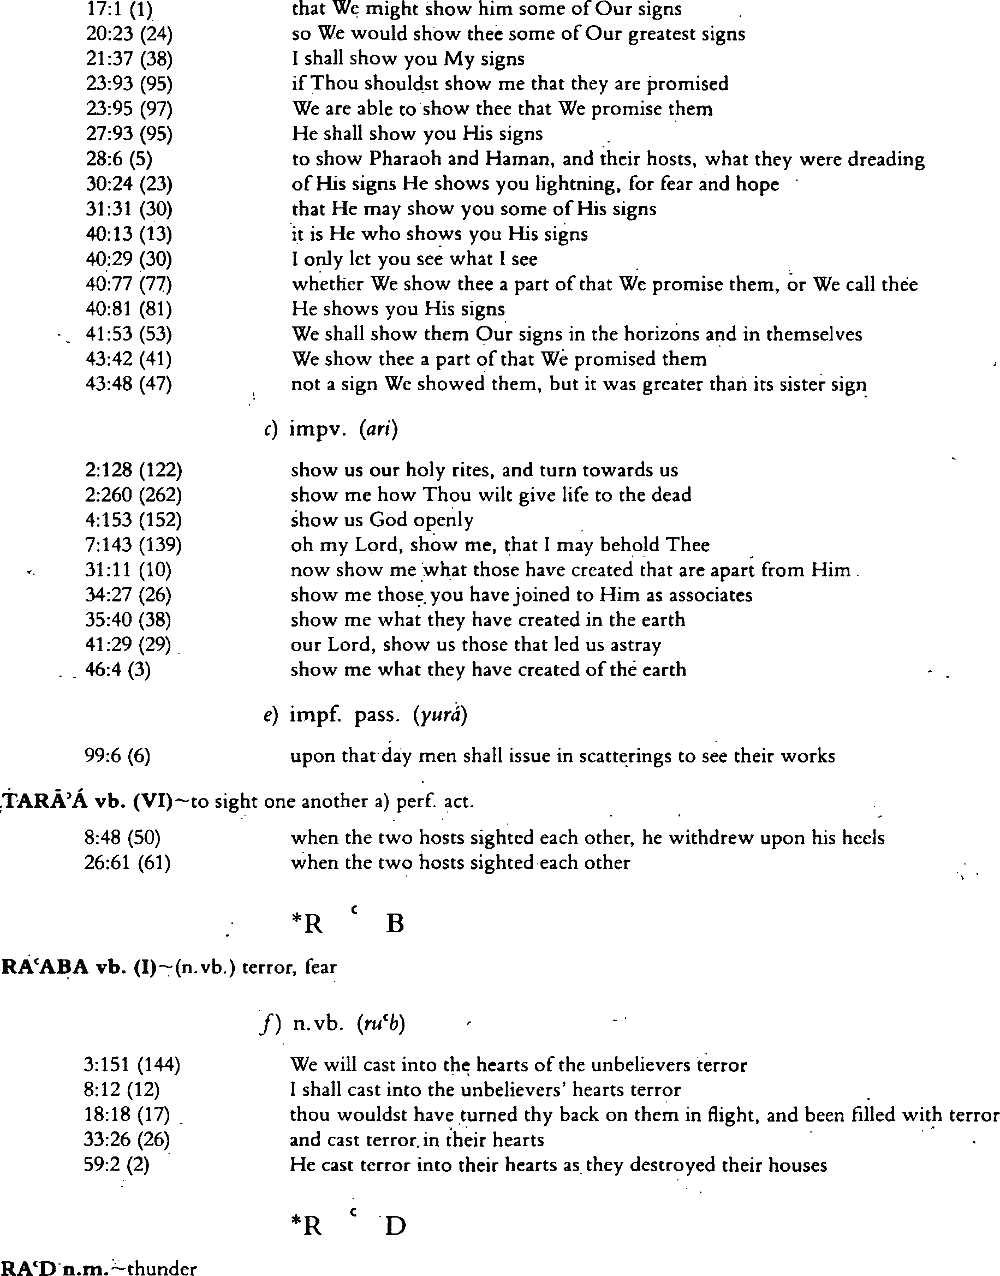 17:1 (1) that We might show him some of Our signs
20:23 (24) so We would show thee some of Our greatest signs
21:37 (38) I shall show you My signs
23:93 (95) if Thou shouldst show me that they are promised
23:95 (97) We are able to show thee that We promise them
27:93 (95) He shall show you His signs
28:6 (5) to show Pharaoh and Haman, and their hosts, what they were dreading
30:24 (23) of His signs He shows you lightning, for fear and hope
31:31 (30) that He may show you some of His signs
40:13 (13) it is He who shows you His signs
40:29 (30) I only let you see what I see
40:77 (77) whether We show thee a part of that We promise them, or We call thee
40:81 (81) He shows you His signs
41:53 (53) We shall show them Our signs in the horizons and in themselves
43:42 (41) We show thee a part of that We promised them
43:48 (47) not a sign We showed them, but it was greater than its sister sign
c) impv. (ari)
2:128 (122) show us our holy rites, and turn towards us
2:260 (262) show me how Thou wilt give life to the dead
4:153 (152) show us God openly
7:143 (139) oh my Lord, show me, that I may behold Thee
31:11 (10) now show me what those have created that are apart from Him
34:27 (26) show me those you have joined to Him as associates
35:40 (38) show me what they have created in the earth
41:29 (29) our Lord, show us those that led us astray
46:4 (3) show me what they have created of the earth
e) impf. pass. (yurá)
99:6 (6) upon that day men shall issue in scatterings to see their works
TARĀʾÁ vb. (VI)~to sight one another a) perf. act.
8:48 (50) when the two hosts sighted each other, he withdrew upon his heels
26:61 (61) when the two hosts sighted each other
*R ʿ B
RAʿABA vb. (I)~(n.vb.) terror, fear
f) n.vb. (ruʿb)
3:151 (144) We will cast into the hearts of the unbelievers terror
8:12 (12) I shall cast into the unbelievers' hearts terror
18:18 (17) thou wouldst have turned thy back on them in flight, and been filled with terror
33:26 (26) and cast terror in their hearts
59:2 (2) He cast terror into their hearts as they destroyed their houses
*R ʿ D
RAʿD n.m.~thunder